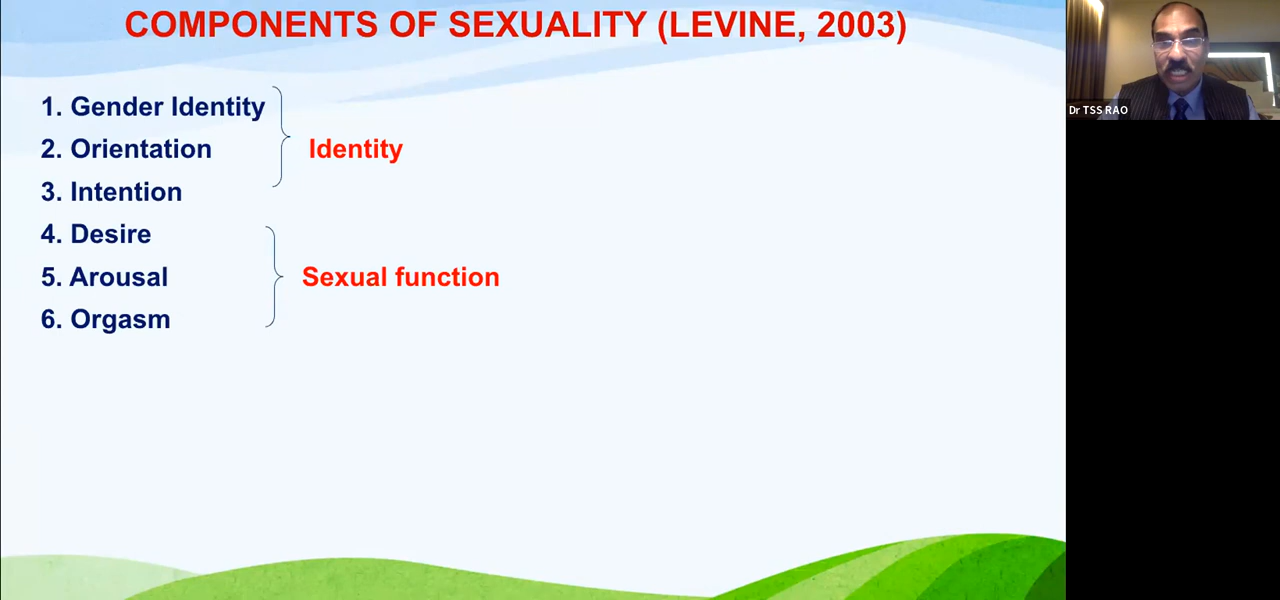 COMPONENTS OF SEXUALITY (LEVINE, 2003)
1. Gender Identity
2. Orientation
Identity
3. Intention
4. Desire
5. Arousal
Sexual function
6. Orgasm
Dr TSS RAO